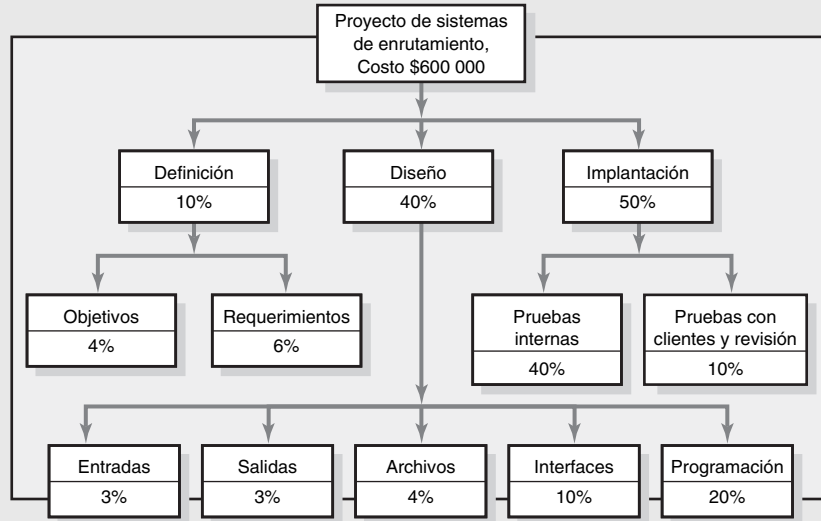 Proyecto de sistemas
de enrutamiento,
Costo $600 000
Definición
10%
Diseño
40%
Implantación
50%
Objetivos
4%
Requerimientos
6%
Pruebas
internas
40%
Pruebas con
clientes y revisión
10%
Entradas
3%
Salidas
3%
Archivos
4%
Interfaces
10%
Programación
20%